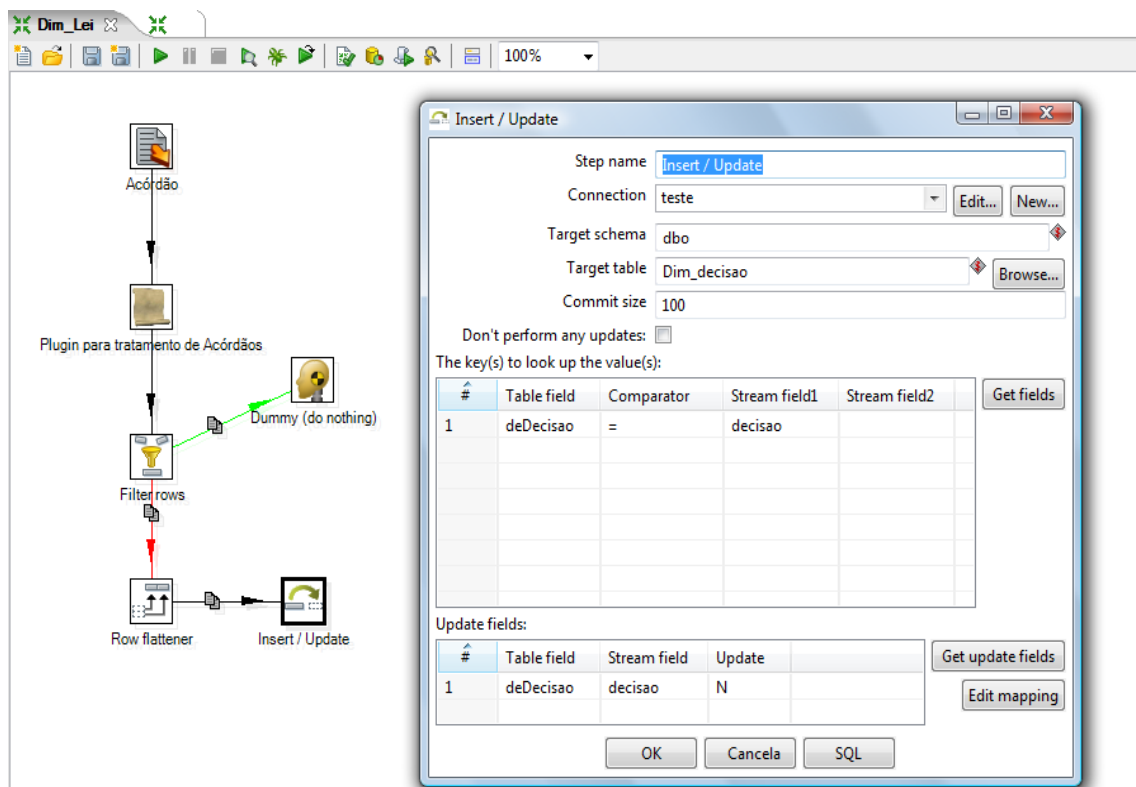 Dim_Lei
100%
Acórdão
Plugin para tratamento de Acórdãos
Dummy (do nothing)
Filter rows
Row flattener
Insert / Update
Insert / Update
Step name Insert / Update
Connection teste Edit... New...
Target schema dbo
Target table Dim_decisao Browse...
Commit size 100
Don't perform any updates:
The key(s) to look up the value(s):
# Table field Comparator Stream field1 Stream field2 Get fields
1 deDecisao = decisao
Update fields:
# Table field Stream field Update Get update fields
1 deDecisao decisao N Edit mapping
OK Cancela SQL